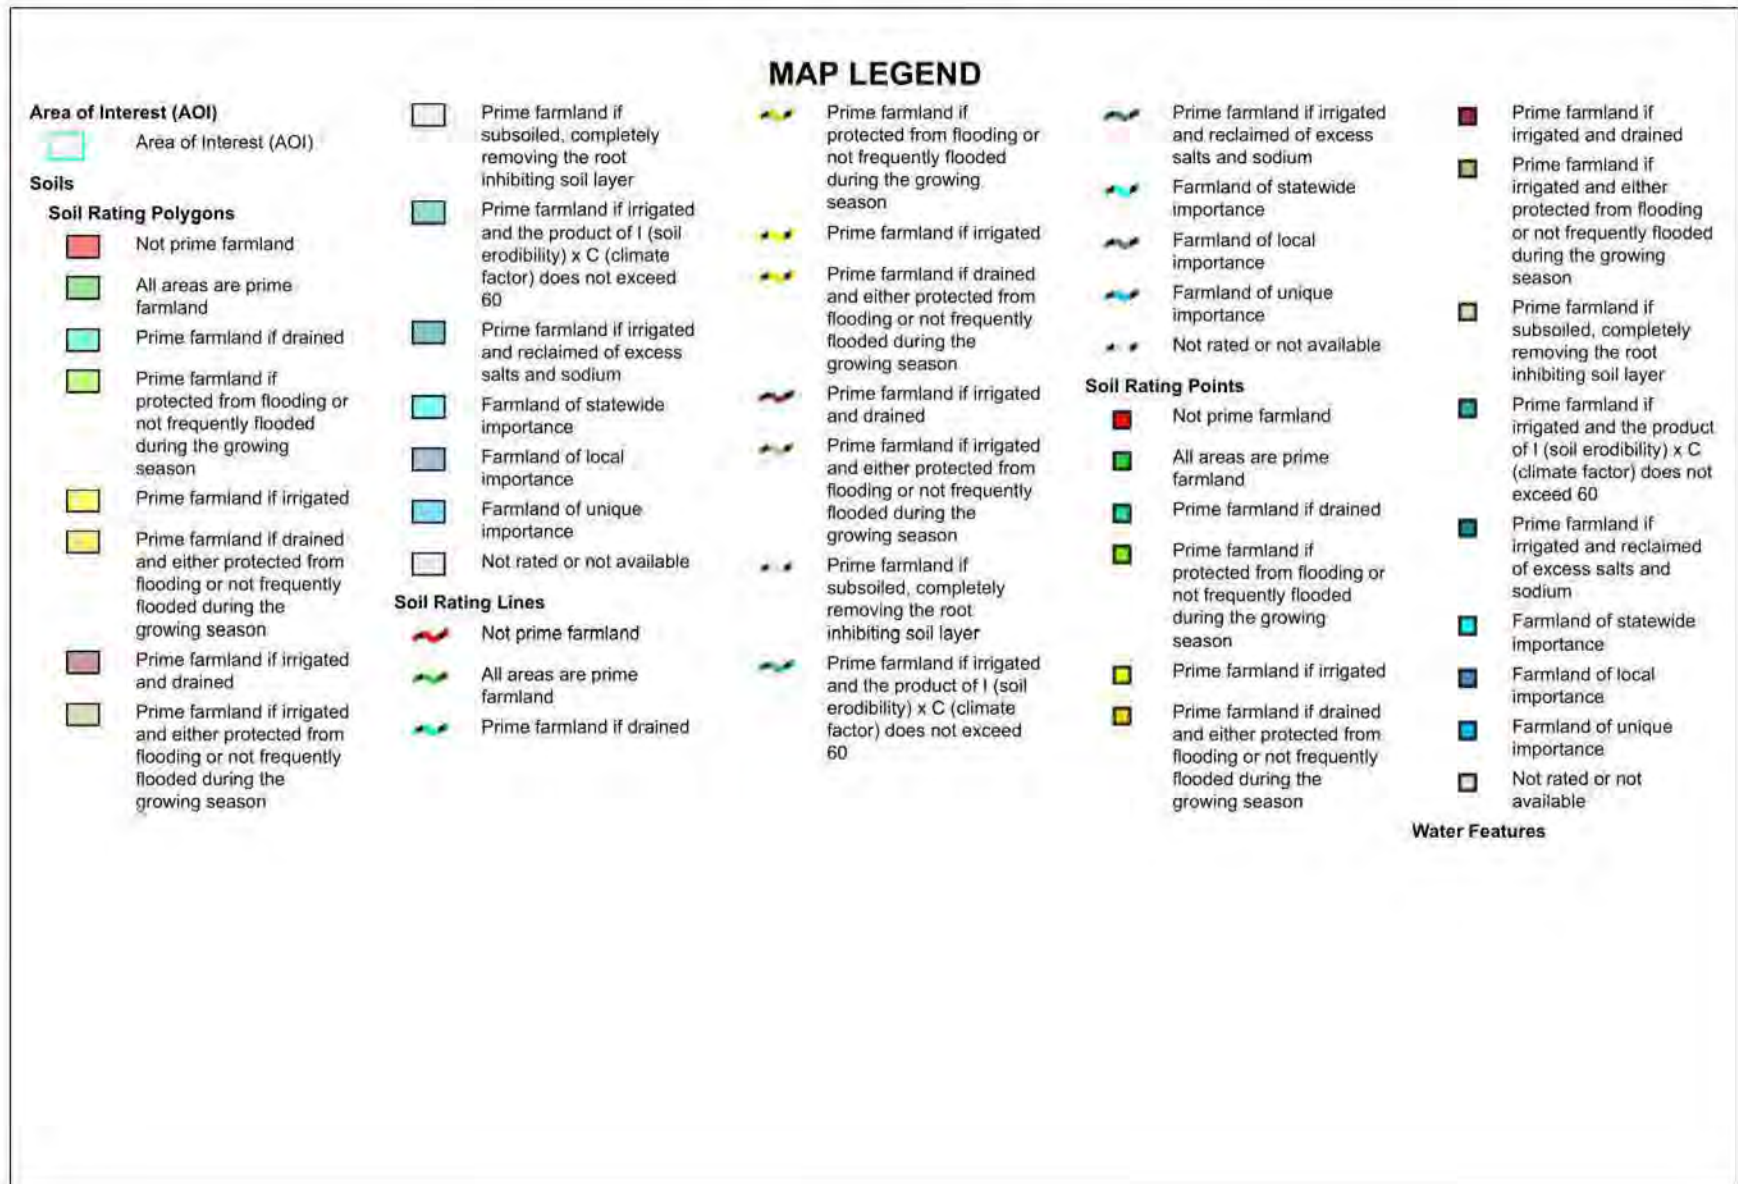 MAP LEGEND
Area of Interest (AOI)
Area of Interest (AOI)
Soils
Soil Rating Polygons
Not prime farmland
All areas are prime
farmland
Prime farmland if drained
Prime farmland if
protected from flooding or
not frequently flooded
during the growing
season
Prime farmland if irrigated
Prime farmland if drained
and either protected from
flooding or not frequently
flooded during the
growing season
Prime farmland if irrigated
and drained
Prime farmland if irrigated
and either protected from
flooding or not frequently
flooded during the
growing season
Prime farmland if
subsoiled, completely
removing the root
inhibiting soil layer
Prime farmland if irrigated
and the product of I (soil
erodibility) x C (climate
factor) does not exceed
60
Prime farmland if irrigated
and reclaimed of excess
salts and sodium
Farmland of statewide
importance
Farmland of local
importance
Farmland of unique
importance
Not rated or not available
Soil Rating Lines
Not prime farmland
All areas are prime
farmland
Prime farmland if drained
Prime farmland if
protected from flooding or
not frequently flooded
during the growing
season
Prime farmland if irrigated
Prime farmland if drained
and either protected from
flooding or not frequently
flooded during the
growing season
Prime farmland if irrigated
and drained
Prime farmland if irrigated
and either protected from
flooding or not frequently
flooded during the
growing season
Prime farmland if
subsoiled, completely
removing the root
inhibiting soil layer
Prime farmland if irrigated
and the product of I (soil
erodibility) x C (climate
factor) does not exceed
60
Prime farmland if irrigated
and reclaimed of excess
salts and sodium
Farmland of statewide
importance
Farmland of local
importance
Farmland of unique
importance
Not rated or not available
Soil Rating Points
Not prime farmland
All areas are prime
farmland
Prime farmland if drained
Prime farmland if
protected from flooding or
not frequently flooded
during the growing
season
Prime farmland if irrigated
Prime farmland if drained
and either protected from
flooding or not frequently
flooded during the
growing season
Prime farmland if
irrigated and drained
Prime farmland if
irrigated and either
protected from flooding
or not frequently flooded
during the growing
season
Prime farmland if
subsoiled, completely
removing the root
inhibiting soil layer
Prime farmland if
irrigated and the product
of I (soil erodibility) x C
(climate factor) does not
exceed 60
Prime farmland if
irrigated and reclaimed
of excess salts and
sodium
Farmland of statewide
importance
Farmland of local
importance
Farmland of unique
importance
Not rated or not
available
Water Features